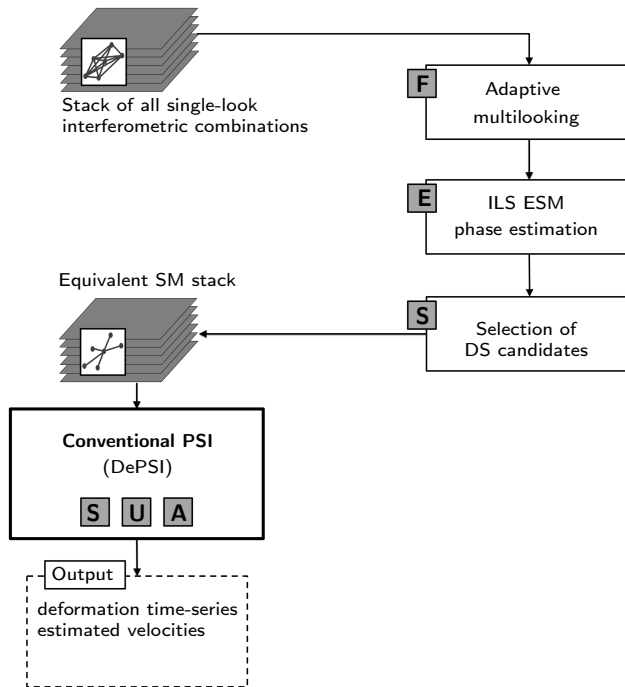 Stack of all single-look
interferometric combinations
F
Adaptive
multilooking
E
ILS ESM
phase estimation
S
Selection of
DS candidates
Equivalent SM stack
Conventional PSI
(DePSI)
S U A
Output
deformation time-series
estimated velocities